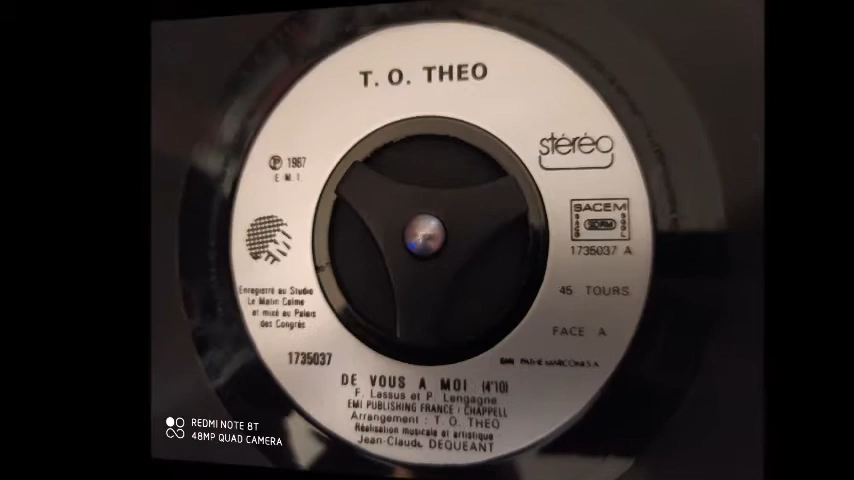 T. O. THEO
stéréo
℗ 1987
E.M.I.
SACEM
SDRM
1735037 A
Enregistré au Studio
Le Matin Calme
et mixé au Palais
des Congrès
45 TOURS
FACE A
1735037
EMI PATHE MARCONI S.A
DE VOUS A MOI (4'10)
F. Lassus et P. Langagne
EMI PUBLISHING FRANCE / CHAPPELL
Arrangement : T. O. THEO
Réalisation musicale et artistique
Jean-Claude DEQUEANT
REDMI NOTE 8T
48MP QUAD CAMERA